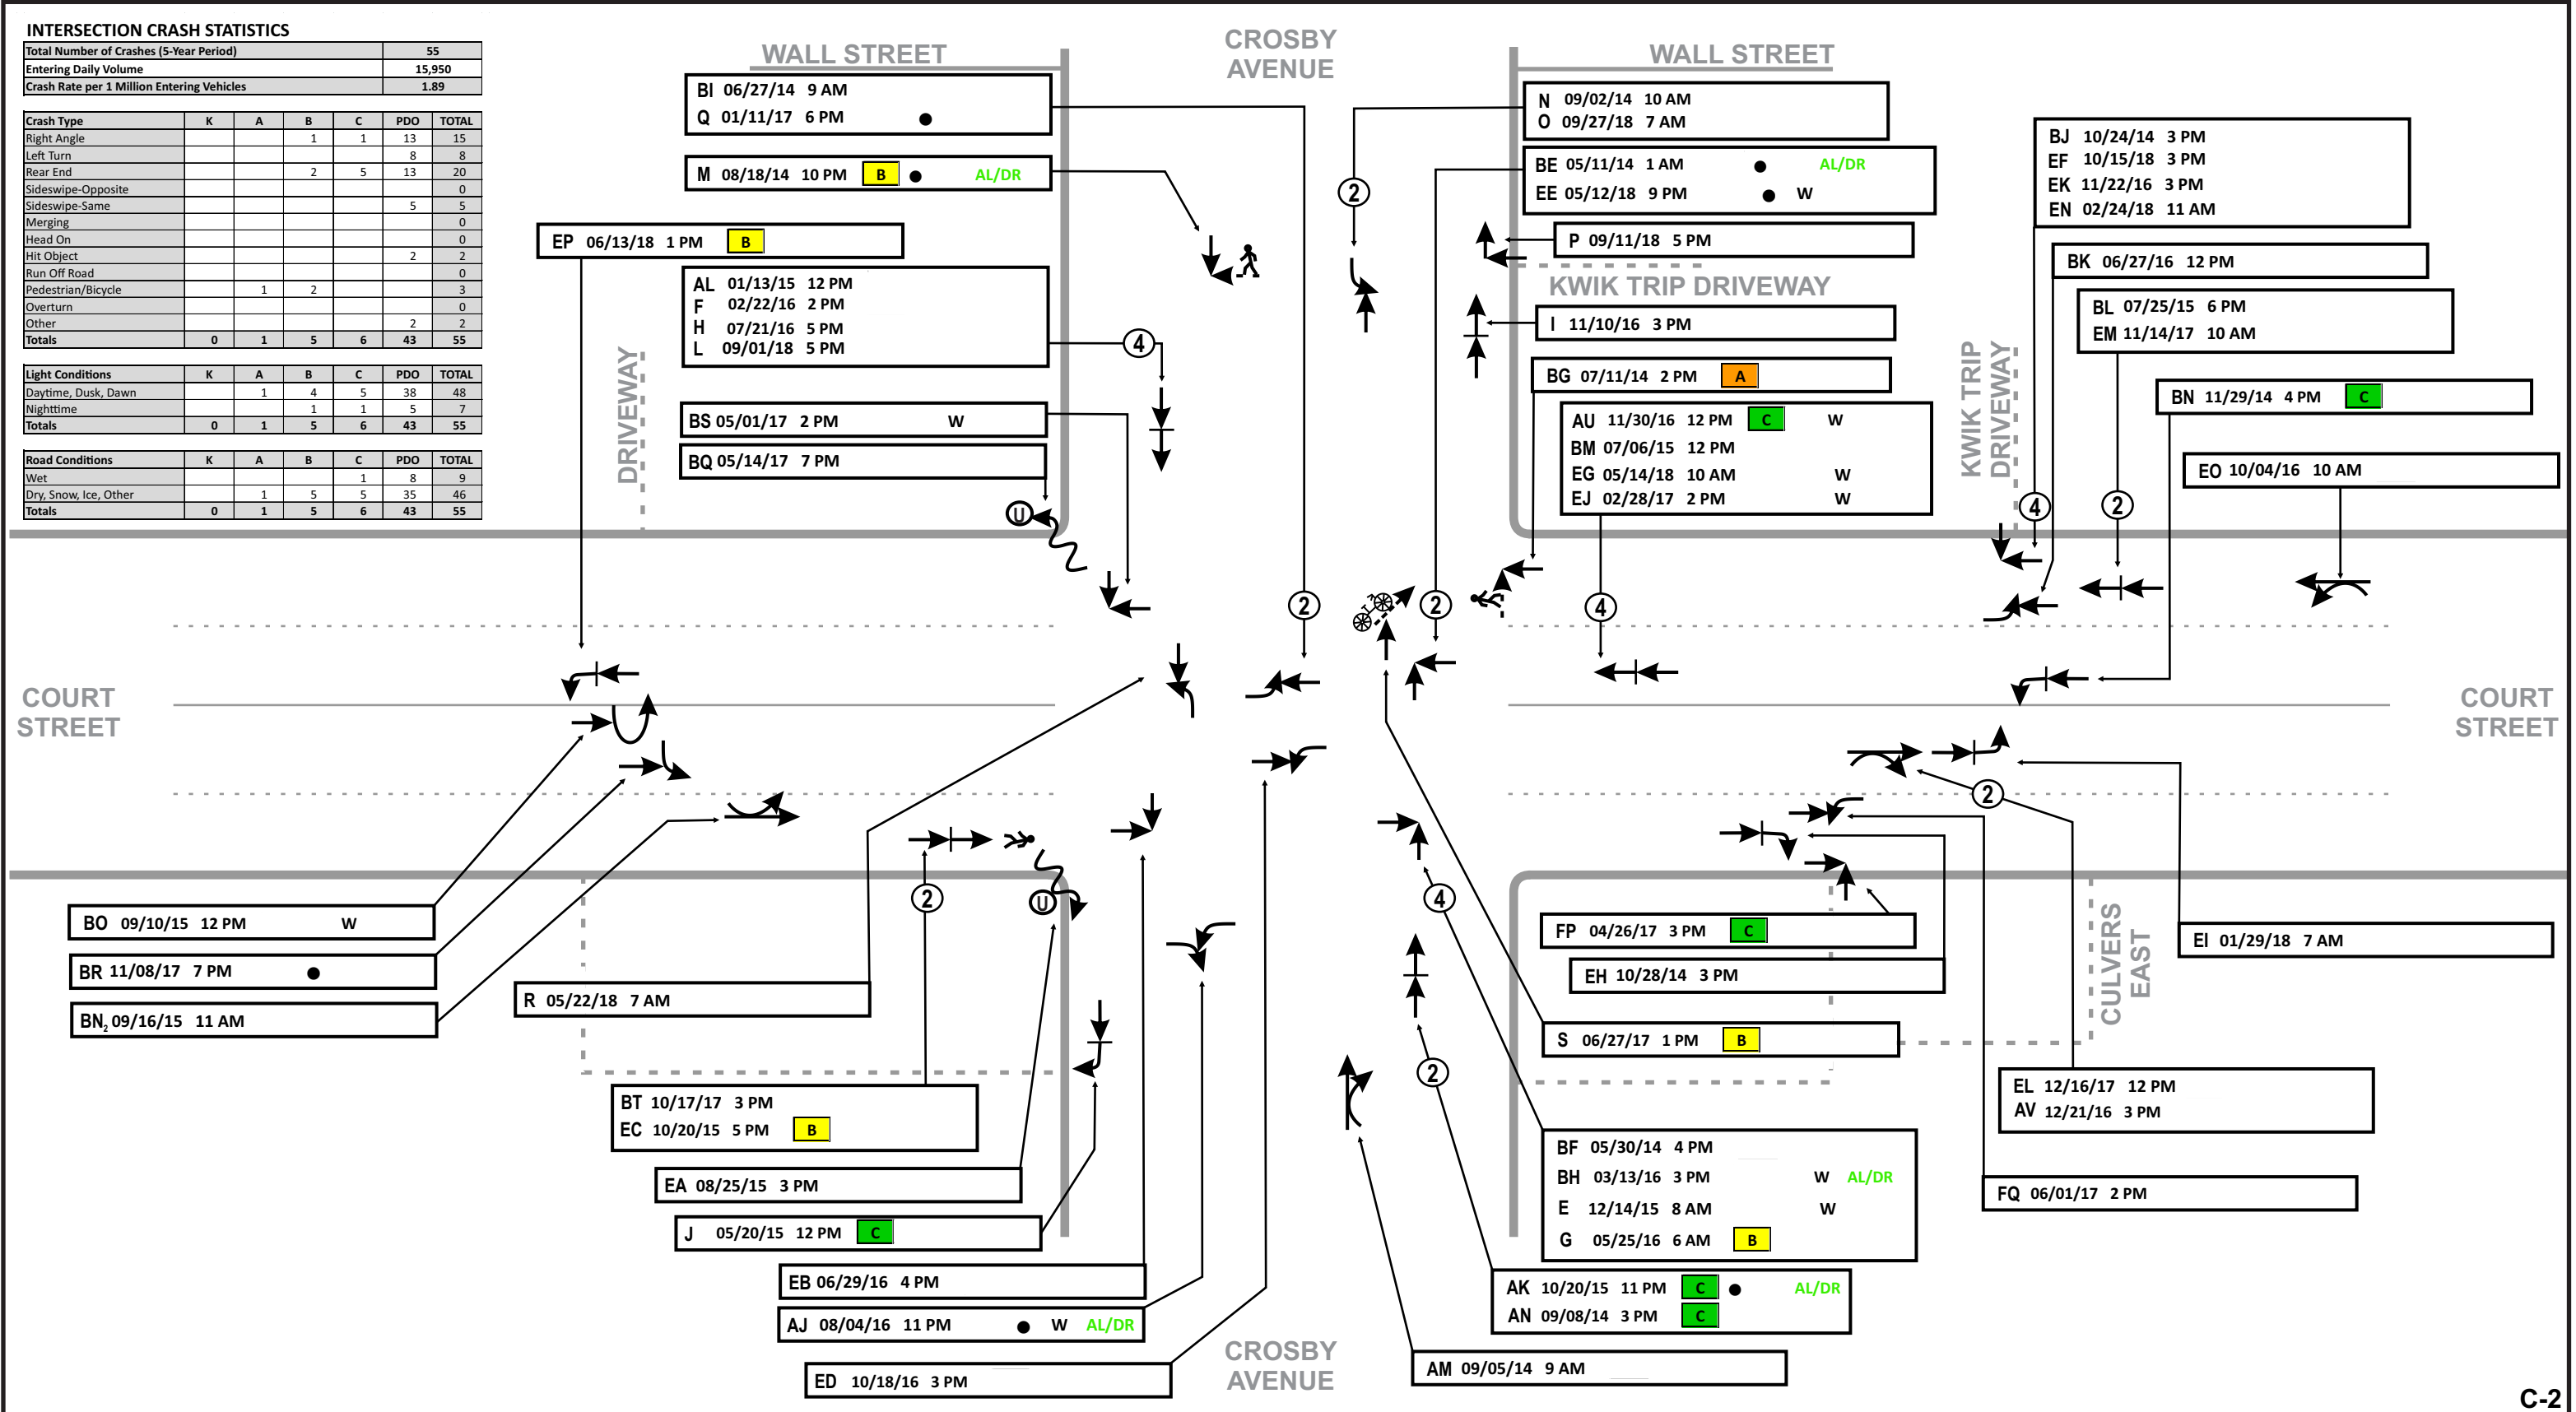 INTERSECTION CRASH STATISTICS
Total Number of Crashes (5-Year Period) 55
Entering Daily Volume 15,950
Crash Rate per 1 Million Entering Vehicles 1.89
Crash Type K A B C PDO TOTAL
Right Angle 1 1 13 15
Left Turn 8 8
Rear End 2 5 13 20
Sideswipe-Opposite 0
Sideswipe-Same 5 5
Merging 0
Head On 0
Hit Object 2 2
Run Off Road 0
Pedestrian/Bicycle 1 2 3
Overturn 0
Other 2 2
Totals 0 1 5 6 43 55
Light Conditions K A B C PDO TOTAL
Daytime, Dusk, Dawn 1 4 5 38 48
Nighttime 1 1 5 7
Totals 0 1 5 6 43 55
Road Conditions K A B C PDO TOTAL
Wet 1 8 9
Dry, Snow, Ice, Other 1 5 5 35 46
Totals 0 1 5 6 43 55
WALL STREET
CROSBY
AVENUE
WALL STREET
BI 06/27/14 9 AM
Q 01/11/17 6 PM
M 08/18/14 10 PM B AL/DR
EP 06/13/18 1 PM B
AL 01/13/15 12 PM
F 02/22/16 2 PM
H 07/21/16 5 PM
L 09/01/18 5 PM
4
BS 05/01/17 2 PM W
BQ 05/14/17 7 PM
U
DRIVEWAY
2
N 09/02/14 10 AM
O 09/27/18 7 AM
2
BE 05/11/14 1 AM AL/DR
EE 05/12/18 9 PM W
2
P 09/11/18 5 PM
KWIK TRIP DRIVEWAY
I 11/10/16 3 PM
BG 07/11/14 2 PM A
AU 11/30/16 12 PM C W
BM 07/06/15 12 PM
EG 05/14/18 10 AM W
EJ 02/28/17 2 PM W
4
KWIK TRIP
DRIVEWAY
BJ 10/24/14 3 PM
EF 10/15/18 3 PM
EK 11/22/16 3 PM
EN 02/24/18 11 AM
4
BK 06/27/16 12 PM
BL 07/25/15 6 PM
EM 11/14/17 10 AM
2
BN 11/29/14 4 PM C
EO 10/04/16 10 AM
COURT
STREET
COURT
STREET
BO 09/10/15 12 PM W
BR 11/08/17 7 PM
BN2 09/16/15 11 AM
2
U
R 05/22/18 7 AM
BT 10/17/17 3 PM
EC 10/20/15 5 PM B
EA 08/25/15 3 PM
J 05/20/15 12 PM C
EB 06/29/16 4 PM
AJ 08/04/16 11 PM W AL/DR
ED 10/18/16 3 PM
CROSBY
AVENUE
4
2
2
FP 04/26/17 3 PM C
EH 10/28/14 3 PM
S 06/27/17 1 PM B
BF 05/30/14 4 PM
BH 03/13/16 3 PM W AL/DR
E 12/14/15 8 AM W
G 05/25/16 6 AM B
AK 10/20/15 11 PM C AL/DR
AN 09/08/14 3 PM C
AM 09/05/14 9 AM
CULVERS
EAST
EI 01/29/18 7 AM
EL 12/16/17 12 PM
AV 12/21/16 3 PM
FQ 06/01/17 2 PM
C-2